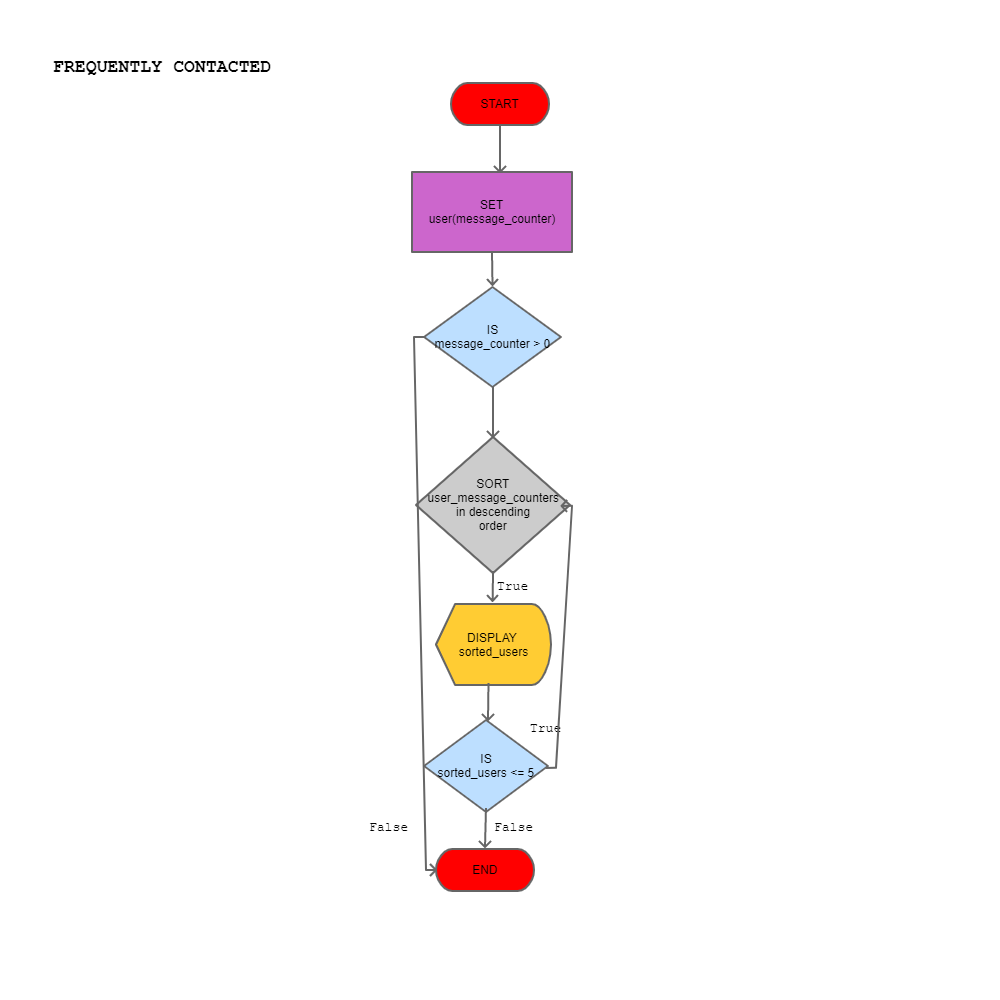 FREQUENTLY CONTACTED
START
SET
user(message_counter)
IS
message_counter > 0
SORT
user_message_counters
in descending
order
True
DISPLAY
sorted_users
True
IS
sorted_users <= 5
False
False
END